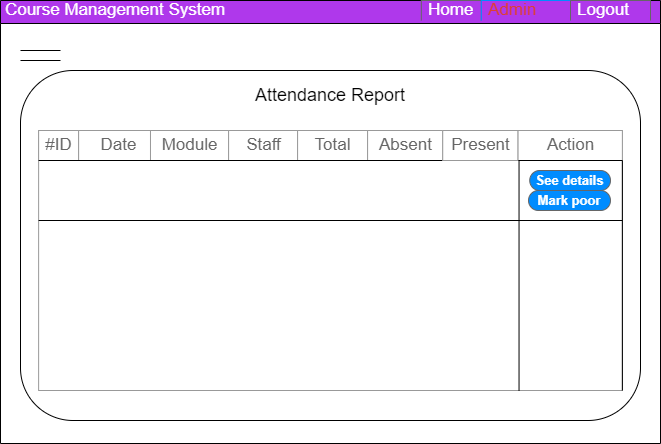 Course Management System Home Admin Logout
Attendance Report
#ID Date Module Staff Total Absent Present Action
See details
Mark poor